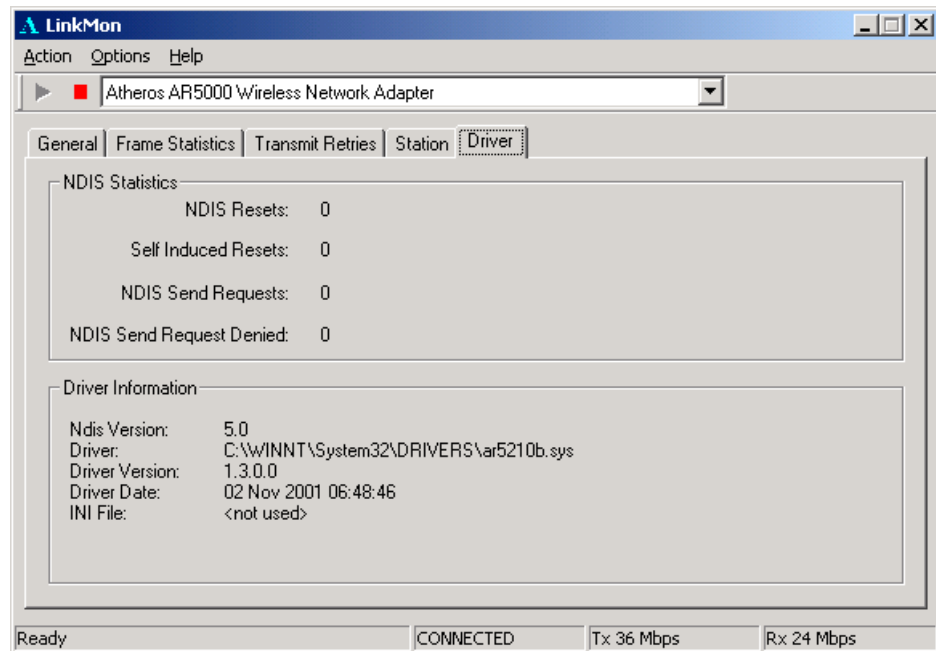 LinkMon
Action Options Help
Atheros AR5000 Wireless Network Adapter
General Frame Statistics Transmit Retries Station Driver
NDIS Statistics
NDIS Resets: 0
Self Induced Resets: 0
NDIS Send Requests: 0
NDIS Send Request Denied: 0
Driver Information
Ndis Version: 5.0
Driver: C:\WINNT\System32\DRIVERS\ar5210b.sys
Driver Version: 1.3.0.0
Driver Date: 02 Nov 2001 06:48:46
INI File: <not used>
Ready CONNECTED Tx 36 Mbps Rx 24 Mbps